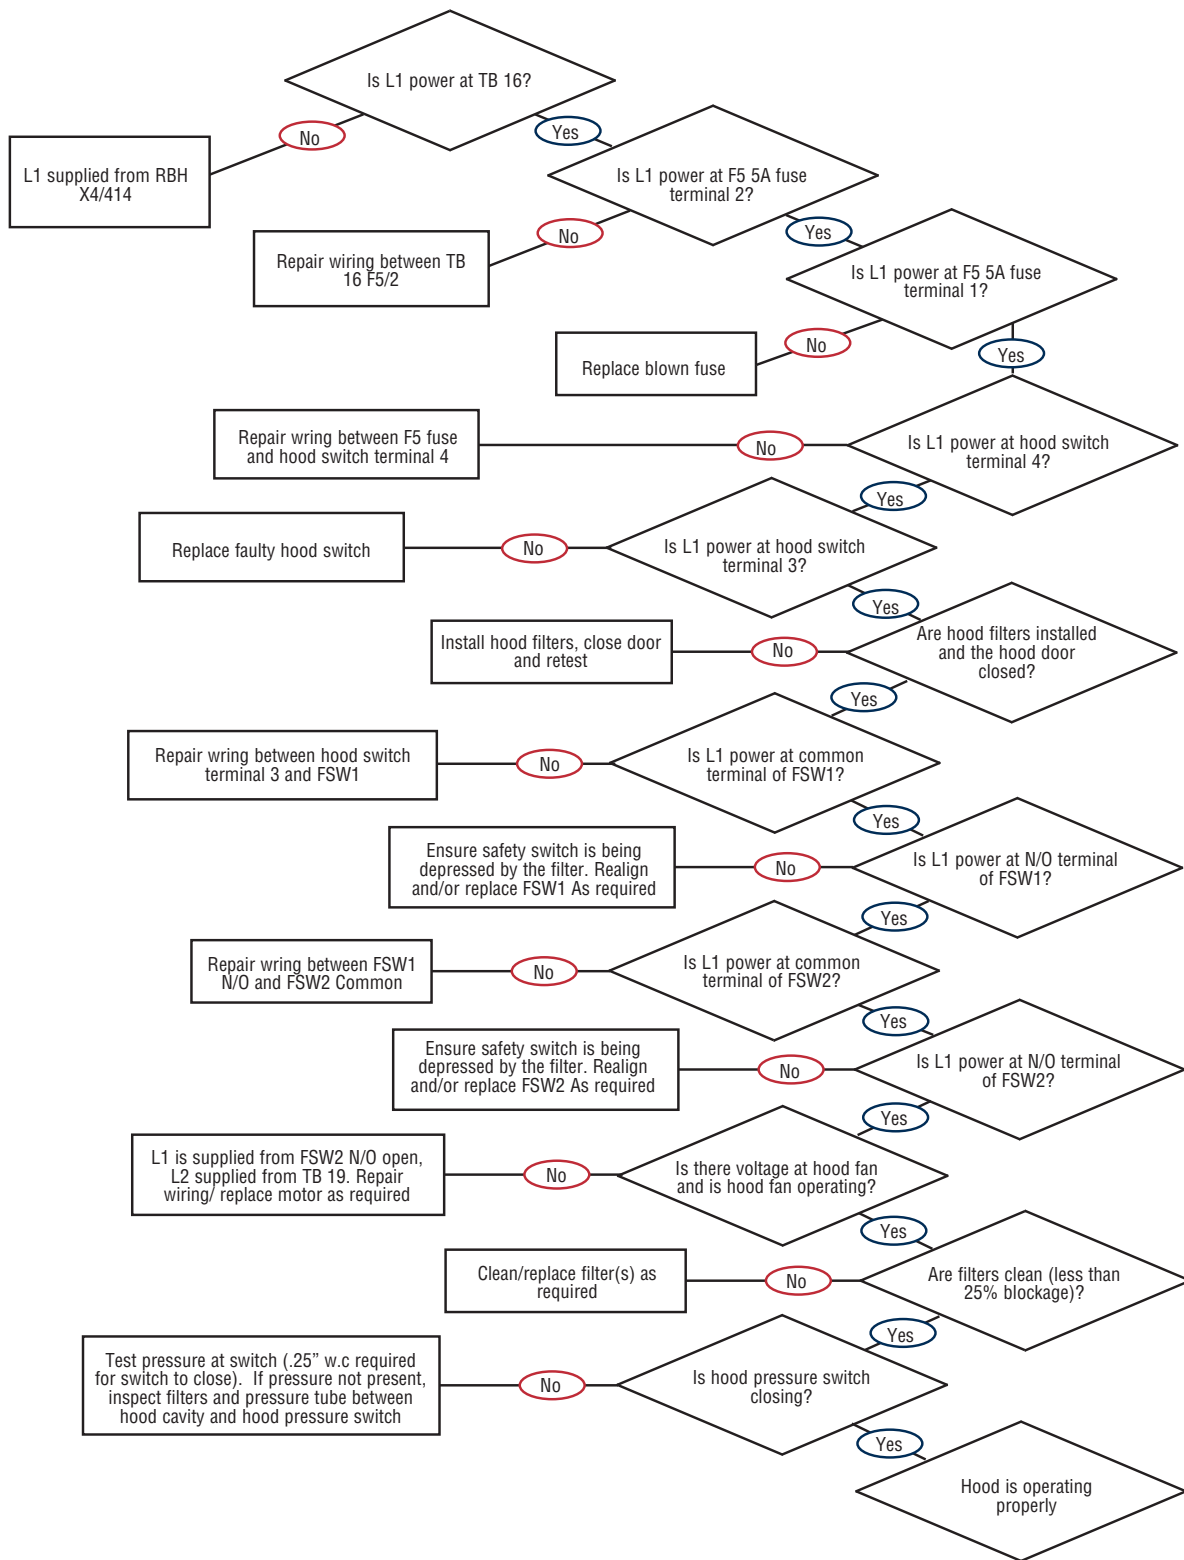 Is L1 power at TB 16?
No
Yes
L1 supplied from RBH
X4/414
Is L1 power at F5 5A fuse
terminal 2?
No
Yes
Repair wiring between TB
16 F5/2
Is L1 power at F5 5A fuse
terminal 1?
No
Yes
Replace blown fuse
Is L1 power at hood switch
terminal 4?
No
Repair wring between F5 fuse
and hood switch terminal 4
Yes
Is L1 power at hood switch
terminal 3?
No
Replace faulty hood switch
Yes
Are hood filters installed
and the hood door
closed?
No
Install hood filters, close door
and retest
Yes
Is L1 power at common
terminal of FSW1?
No
Repair wring between hood switch
terminal 3 and FSW1
Yes
Is L1 power at N/O terminal
of FSW1?
No
Ensure safety switch is being
depressed by the filter. Realign
and/or replace FSW1 As required
Yes
Is L1 power at common
terminal of FSW2?
No
Repair wring between FSW1
N/O and FSW2 Common
Yes
Is L1 power at N/O terminal
of FSW2?
No
Ensure safety switch is being
depressed by the filter. Realign
and/or replace FSW2 As required
Yes
Is there voltage at hood fan
and is hood fan operating?
No
L1 is supplied from FSW2 N/O open,
L2 supplied from TB 19. Repair
wiring/ replace motor as required
Yes
Are filters clean (less than
25% blockage)?
No
Clean/replace filter(s) as
required
Yes
Is hood pressure switch
closing?
No
Test pressure at switch (.25” w.c required
for switch to close).  If pressure not present,
inspect filters and pressure tube between
hood cavity and hood pressure switch
Yes
Hood is operating
properly